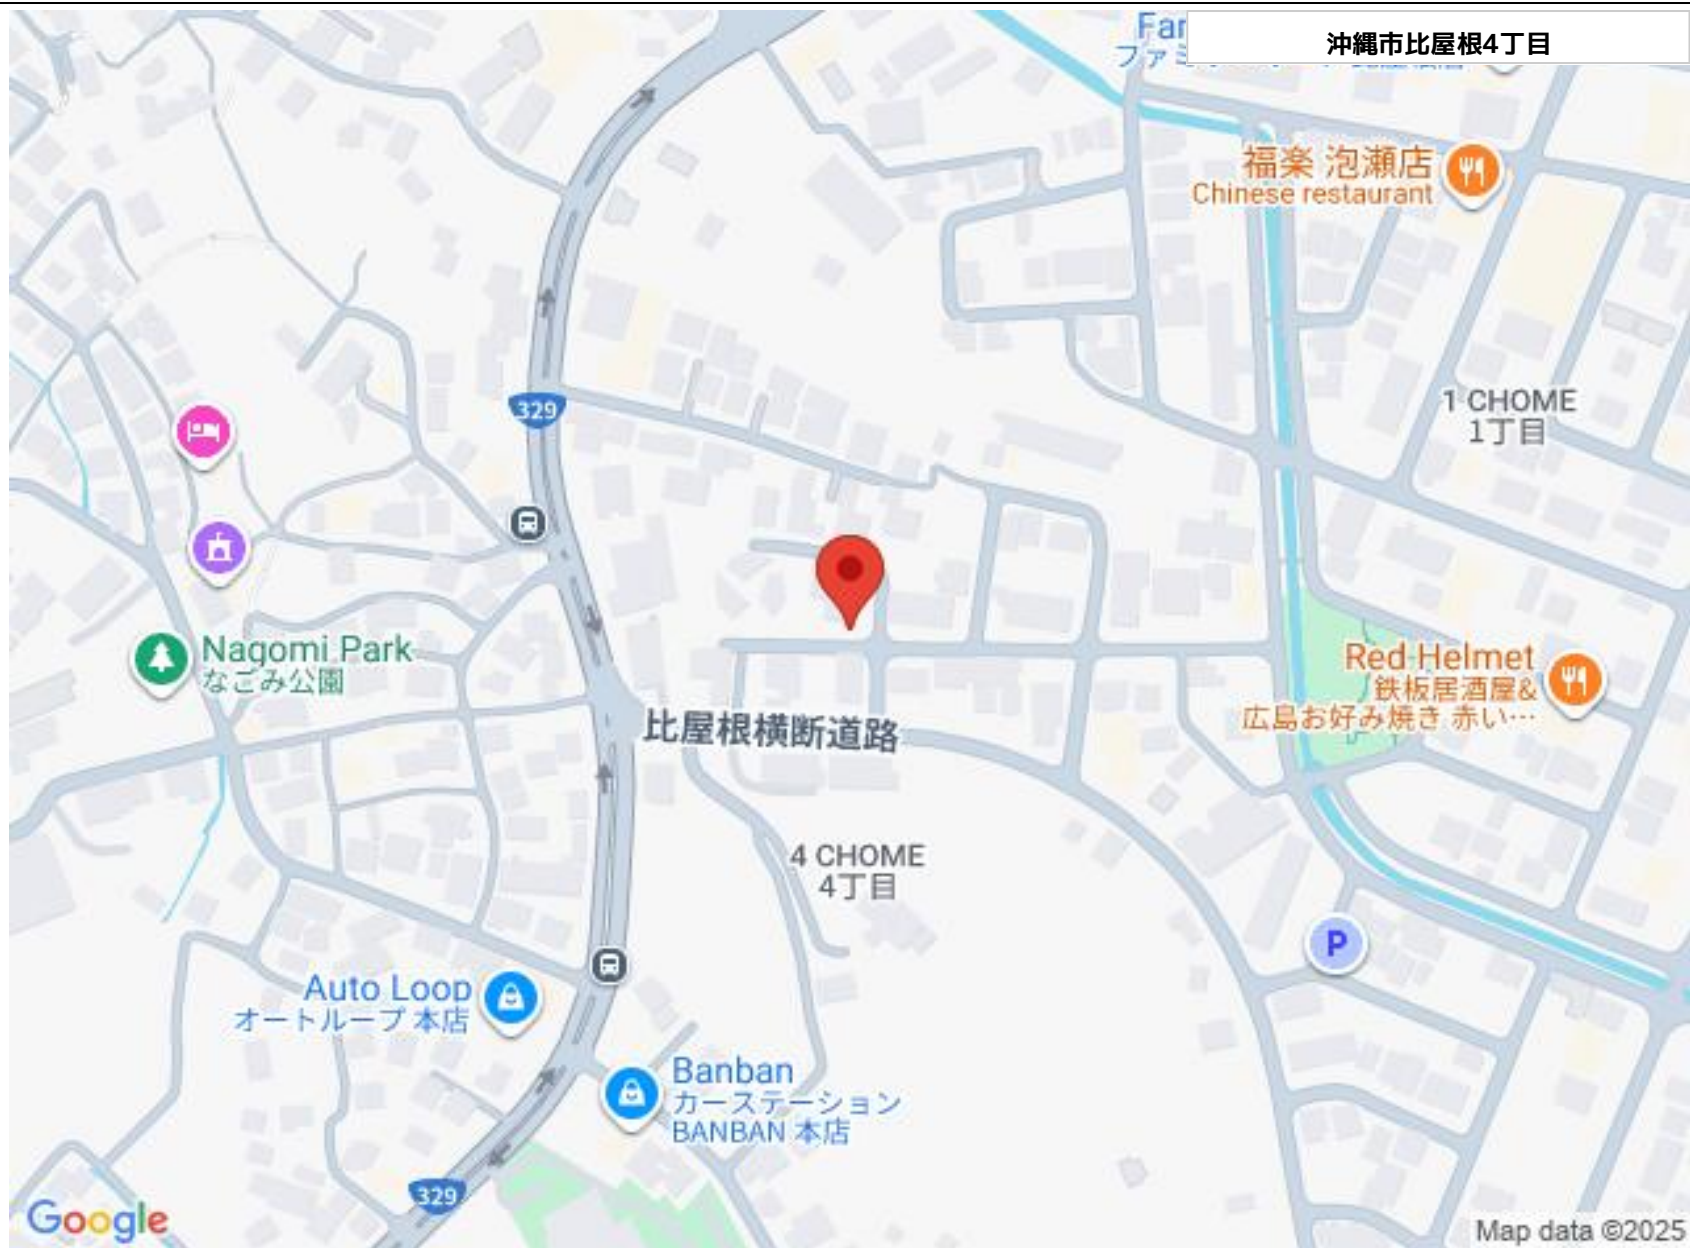 沖縄市比屋根4丁目
福楽 泡瀬店
Chinese restaurant
1 CHOME
1丁目
329
Nagomi Park
なごみ公園
Red Helmet
鉄板居酒屋&
広島お好み焼き 赤い…
比屋根横断道路
4 CHOME
4丁目
P
Auto Loop
オートループ 本店
Banban
カーステーション
BANBAN 本店
329
Google
Map data ©2025